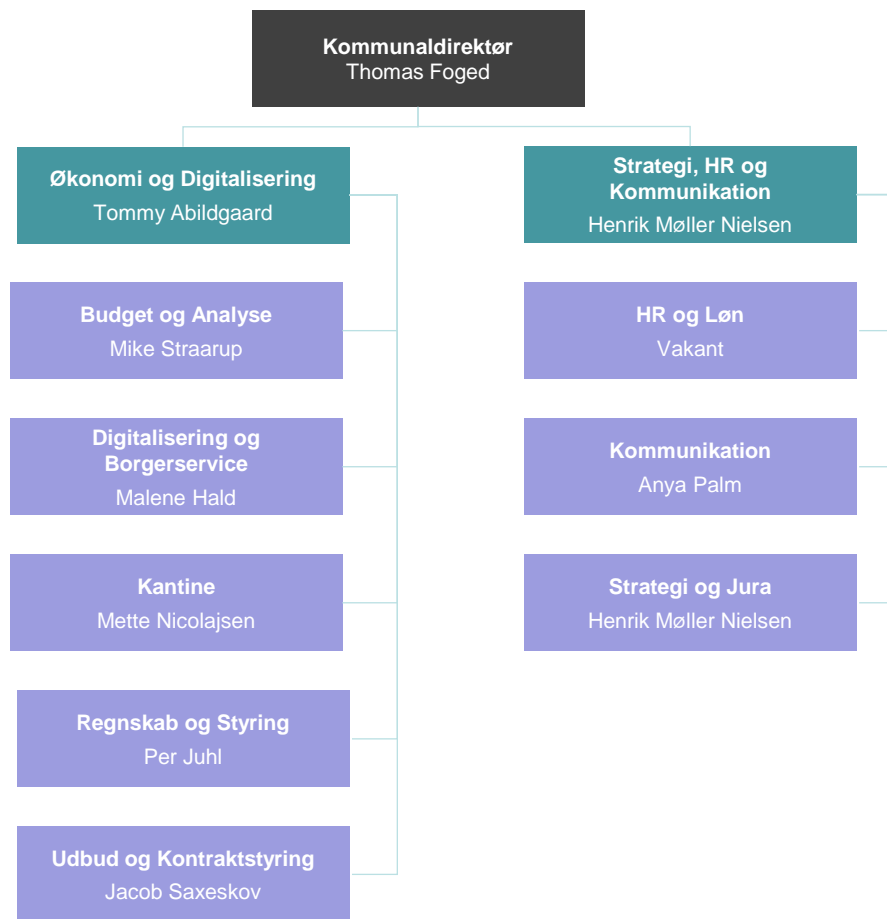 Kommunaldirektør
Thomas Foged
Økonomi og Digitalisering
Tommy Abildgaard
Budget og Analyse
Mike Straarup
Digitalisering og
Borgerservice
Malene Hald
Kantine
Mette Nicolajsen
Regnskab og Styring
Per Juhl
Udbud og Kontraktstyring
Jacob Saxeskov
Strategi, HR og
Kommunikation
Henrik Møller Nielsen
HR og Løn
Vakant
Kommunikation
Anya Palm
Strategi og Jura
Henrik Møller Nielsen